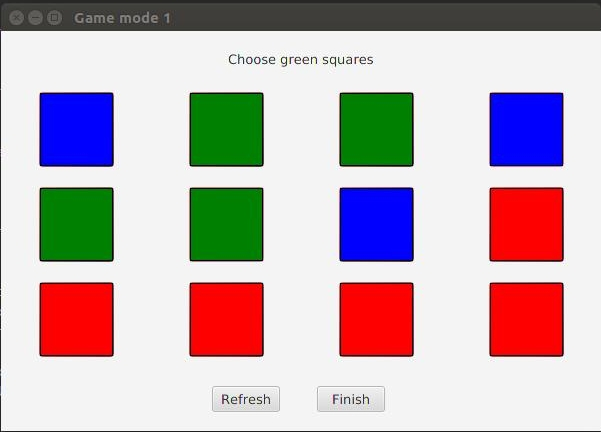 Game mode 1
Choose green squares
Refresh
Finish